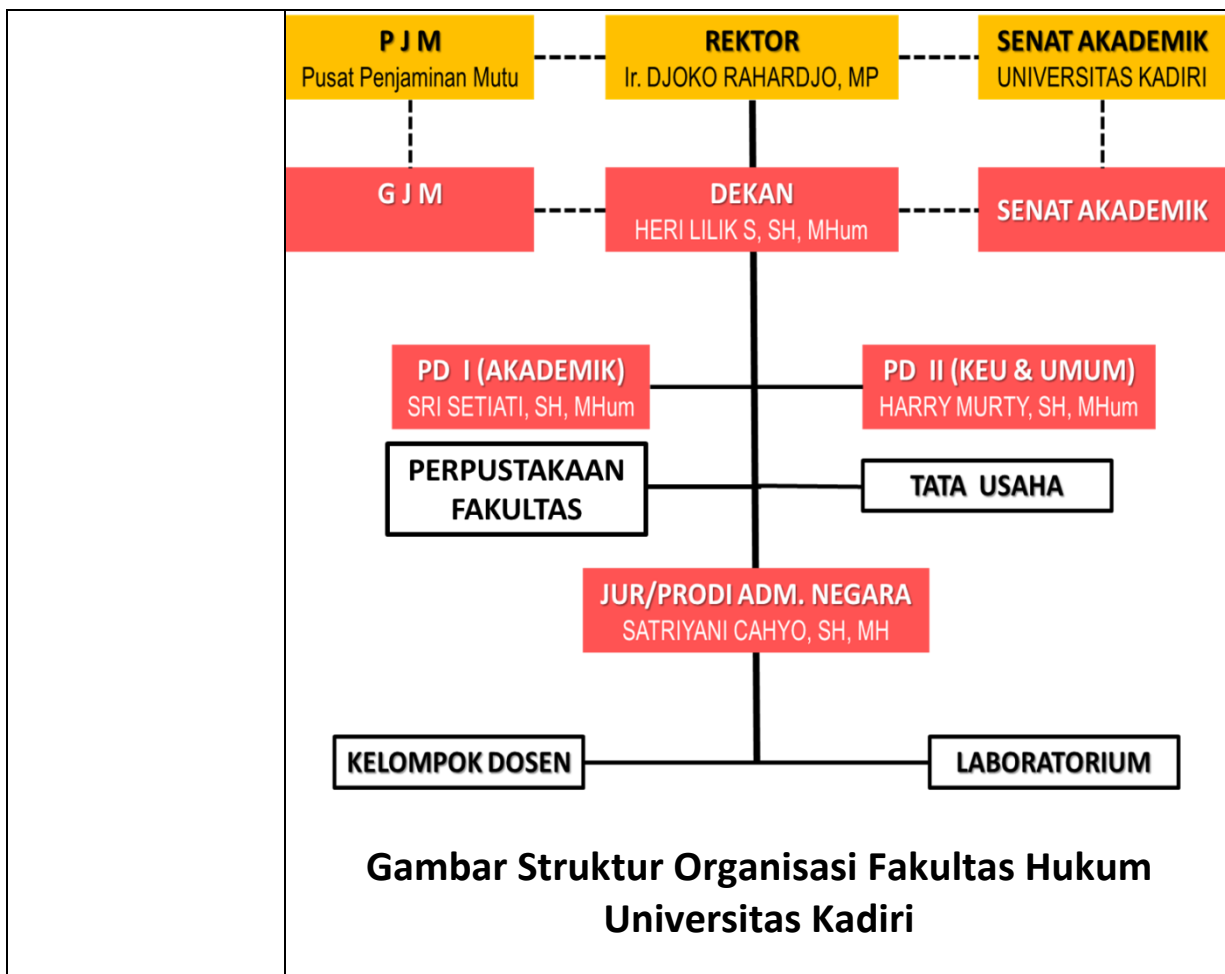 P J M
Pusat Penjaminan Mutu
REKTOR
Ir. DJOKO RAHARDJO, MP
SENAT AKADEMIK
UNIVERSITAS KADIRI
G J M
DEKAN
HERI LILIK S, SH, MHum
SENAT AKADEMIK
PD I (AKADEMIK)
SRI SETIATI, SH, MHum
PD II (KEU & UMUM)
HARRY MURTY, SH, MHum
PERPUSTAKAAN
FAKULTAS
TATA USAHA
JUR/PRODI ADM. NEGARA
SATRIYANI CAHYO, SH, MH
KELOMPOK DOSEN
LABORATORIUM
Gambar Struktur Organisasi Fakultas Hukum
Universitas Kadiri